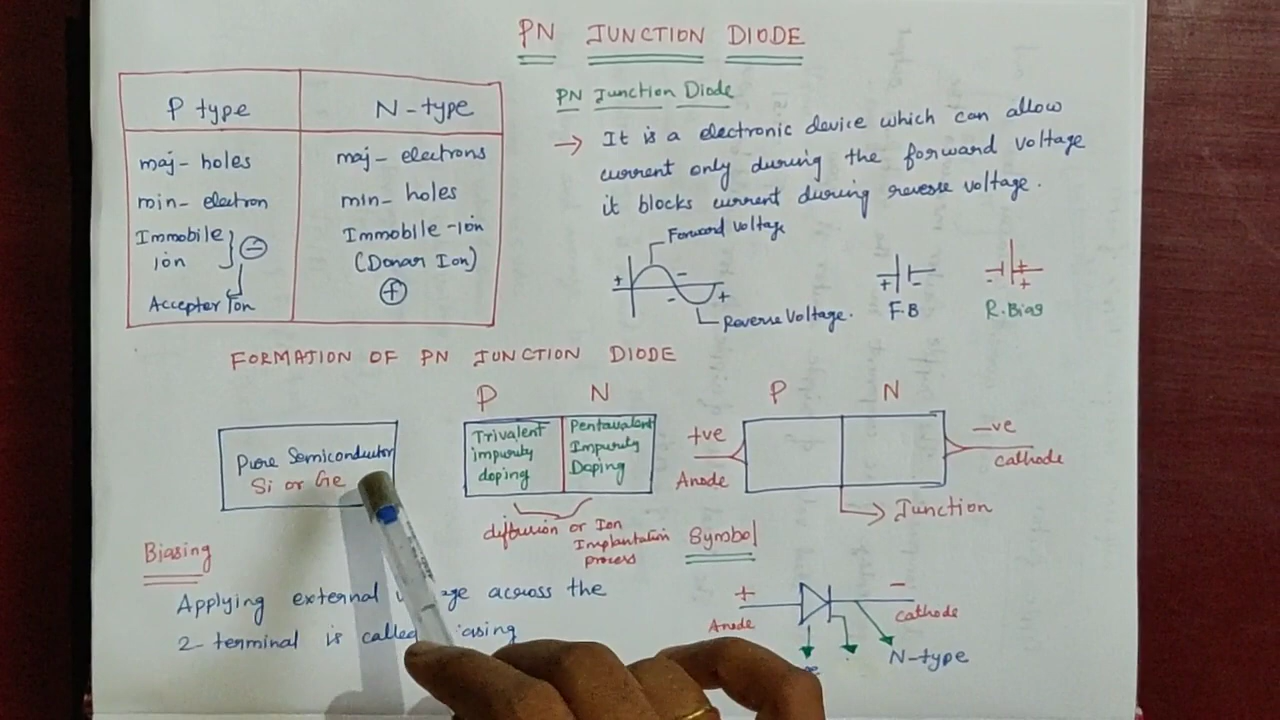 PN JUNCTION DIODE
P type
N-type
maj- holes
maj- electrons
min- electron
min- holes
Immobile
ion
Immobile -ion
(Donar Ion)
-
+
Accepter Ion
PN Junction Diode
→ It is a electronic device which can allow
current only during the forward voltage
it blocks current during reverse voltage.
Forward Voltage
+ -
- +
Reverse Voltage.
+ -
F.B
- +
R.Bias
FORMATION OF PN JUNCTION DIODE
Pure Semiconductor
Si or Ge
P N
Trivalent
impurity
doping
Pentavalent
Impurity
Doping
diffusion or Ion
Implantation
process
P N
+ve
Anode
-ve
cathode
Junction
Biasing
Applying external across the
2-terminal is called
Symbol
+
Anode
-
cathode
N-type